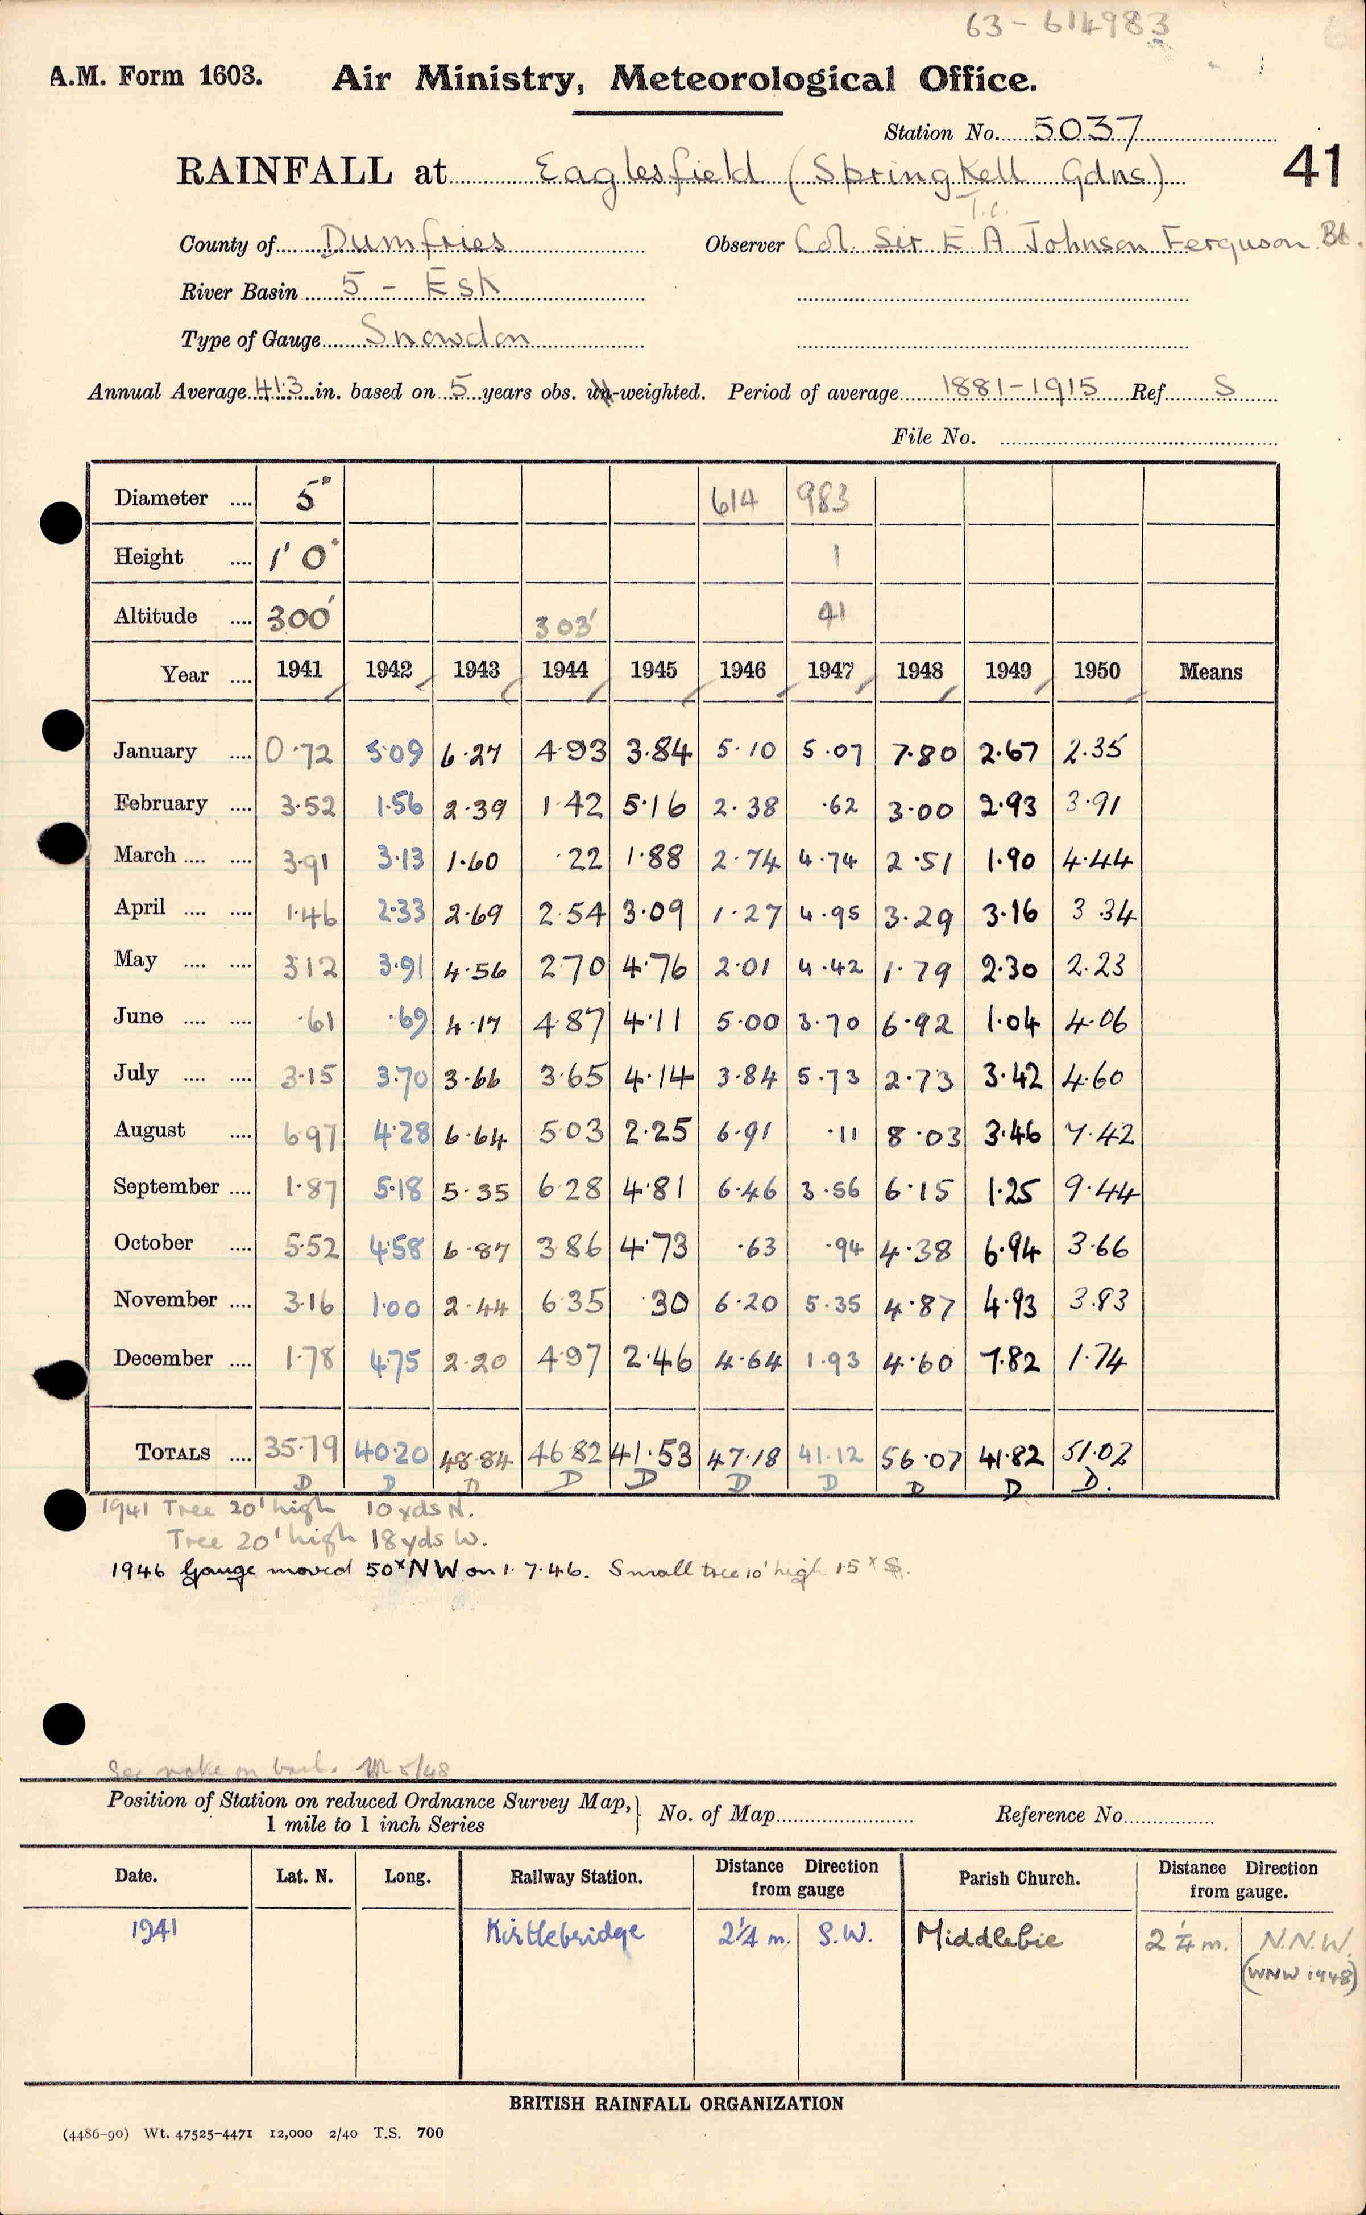 63 - 614983
A.M. Form 1603. Air Ministry, Meteorological Office.
Station No. 5037
RAINFALL at Eaglesfield (Springkell Gdns) 41
T.C.
County of Dumfries Observer Col. Sir E A Johnson Ferguson Bt.
River Basin 5 - Esk
Type of Gauge Snowdon
Annual Average 41.3 in. based on 5 years obs. un-weighted. Period of average 1881-1915 Ref S
File No.
Diameter .... 5" 614 983
Height .... 1' 0" 1
Altitude .... 300' 303' 41
Year .... 1941 1942 1943 1944 1945 1946 1947 1948 1949 1950 Means
January .... 0.72 5.09 6.27 4.93 3.84 5.10 5.07 7.80 2.67 2.35
February .... 3.52 1.56 2.39 1.42 5.16 2.38 .62 3.00 2.93 3.91
March .... .... 3.91 3.13 1.60 .22 1.88 2.74 4.74 2.51 1.90 4.44
April .... .... 1.46 2.33 2.69 2.54 3.09 1.27 4.95 3.29 3.16 3.34
May .... .... 3.12 3.91 4.56 2.70 4.76 2.01 4.42 1.79 2.30 2.23
June .... .... .61 .69 4.17 4.87 4.11 5.00 3.70 6.92 1.04 4.06
July .... .... 3.15 3.70 3.66 3.65 4.14 3.84 5.73 2.73 3.42 4.60
August .... 6.97 4.28 6.64 5.03 2.25 6.91 .11 8.03 3.46 7.42
September .... 1.87 5.18 5.35 6.28 4.81 6.46 3.56 6.15 1.25 9.44
October .... 5.52 4.58 6.87 3.86 4.73 .63 .94 4.38 6.94 3.66
November .... 3.16 1.00 2.44 6.35 .30 6.20 5.35 4.87 4.93 3.83
December .... 1.78 4.75 2.20 4.97 2.46 4.64 1.93 4.60 7.82 1.74
TOTALS .... 35.79 40.20 48.84 46.82 41.53 47.18 41.12 56.07 41.82 51.02
D D D D D D D D D D.
1941 Tree 20' high 10 yds N.
Tree 20' high 18 yds W.
1946 Gauge moved 50x NW on 1.7.46. Small tree 10' high 15x S.
See note on back. 5/48
Position of Station on reduced Ordnance Survey Map,} No. of Map Reference No.
1 mile to 1 inch Series
Date. Lat. N. Long. Railway Station. Distance Direction from gauge Parish Church. Distance Direction from gauge.
1941 Kirtlebridge 2¼ m. S.W. Middlebie 2¼ m. N.N.W.
(WNW 1948)
BRITISH RAINFALL ORGANIZATION
(4486-90) Wt. 47525-4471 12,000 2/40 T.S. 700